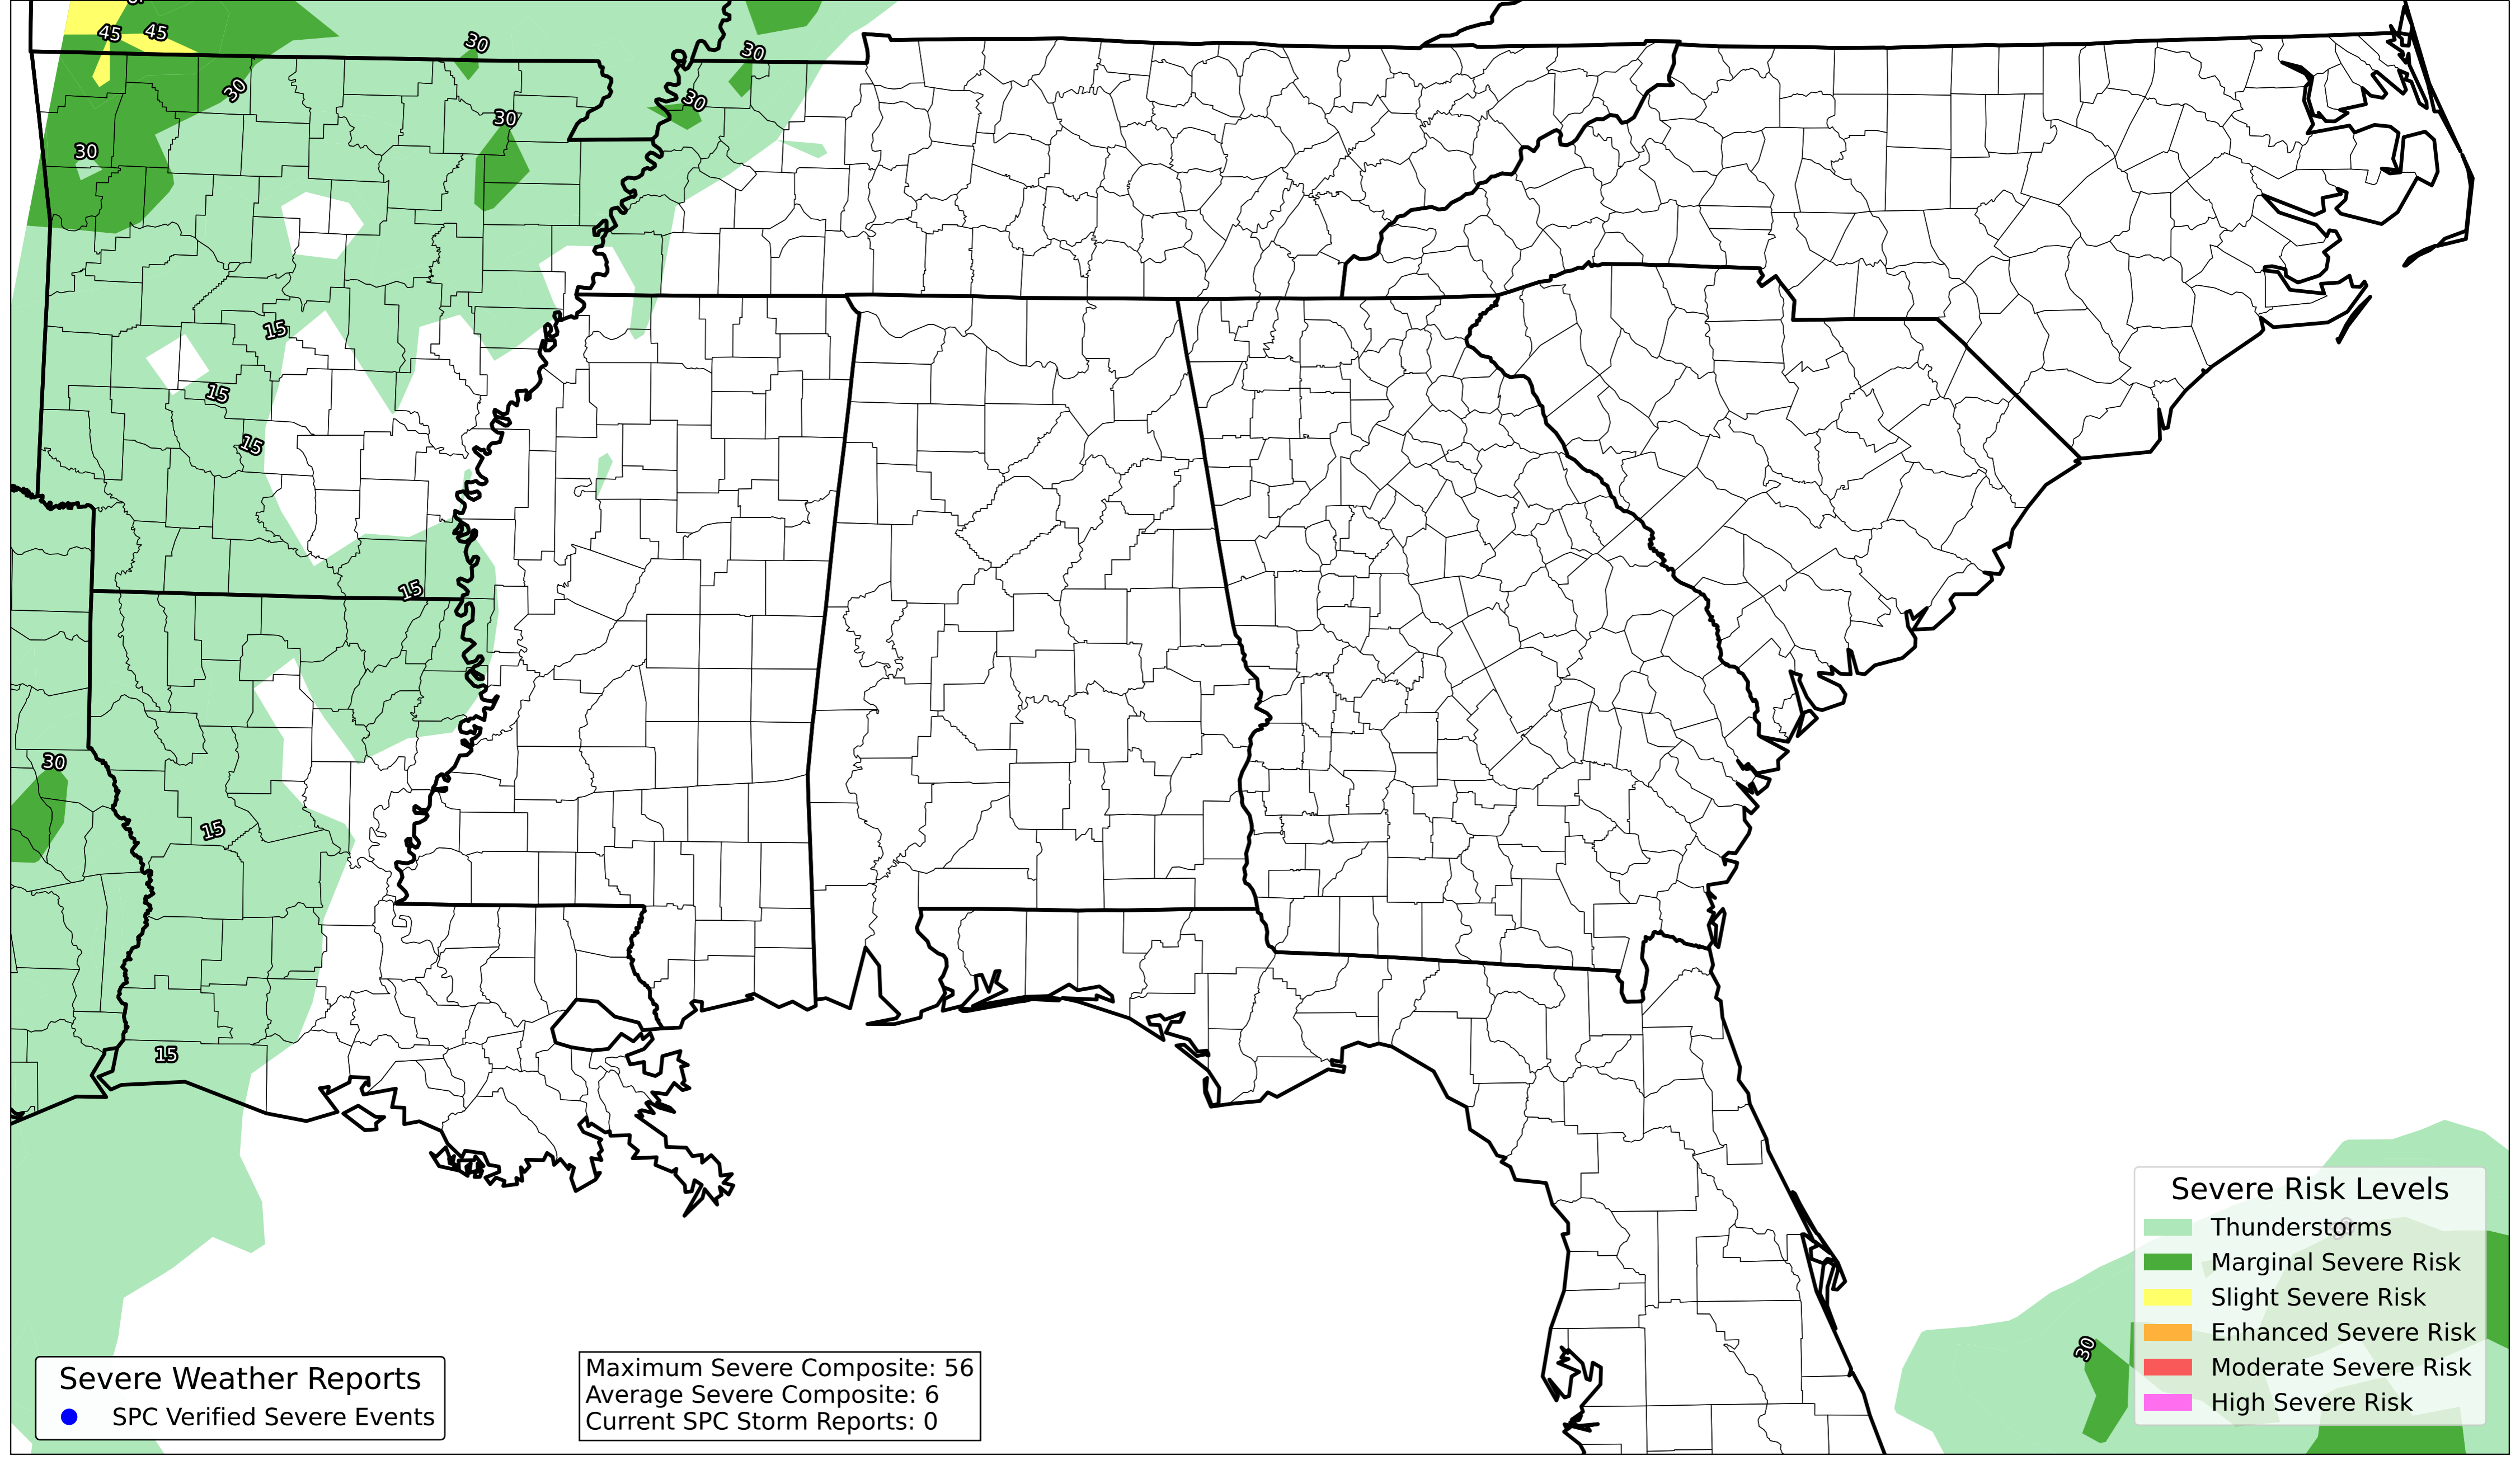 45
45
30
30
30
30
30
30
15
15
15
15
30
15
15
30
Severe Risk Levels
Thunderstorms
Marginal Severe Risk
Slight Severe Risk
Enhanced Severe Risk
Moderate Severe Risk
High Severe Risk
Severe Weather Reports
SPC Verified Severe Events
Maximum Severe Composite: 56
Average Severe Composite: 6
Current SPC Storm Reports: 0